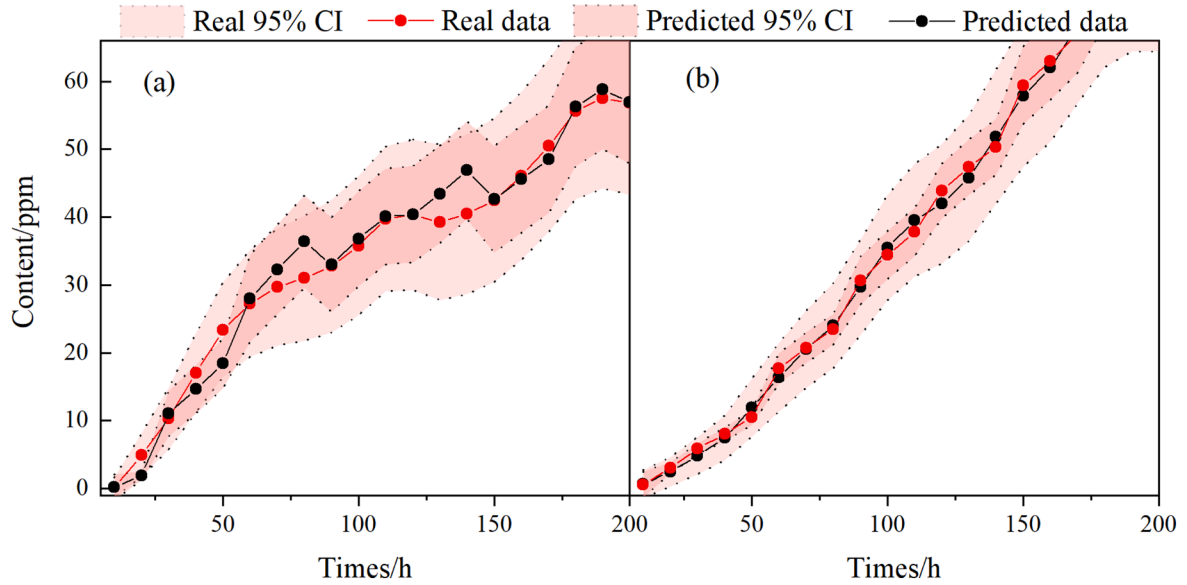 Real 95% CI Real data Predicted 95% CI Predicted data
(a) (b)
60
50
40
30
20
10
0
Content/ppm
50 100 150 200 50 100 150 200
Times/h Times/h